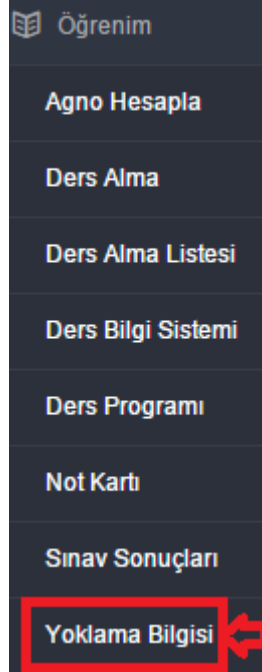 Öğrenim
Agno Hesapla
Ders Alma
Ders Alma Listesi
Ders Bilgi Sistemi
Ders Programı
Not Kartı
Sınav Sonuçları
Yoklama Bilgisi